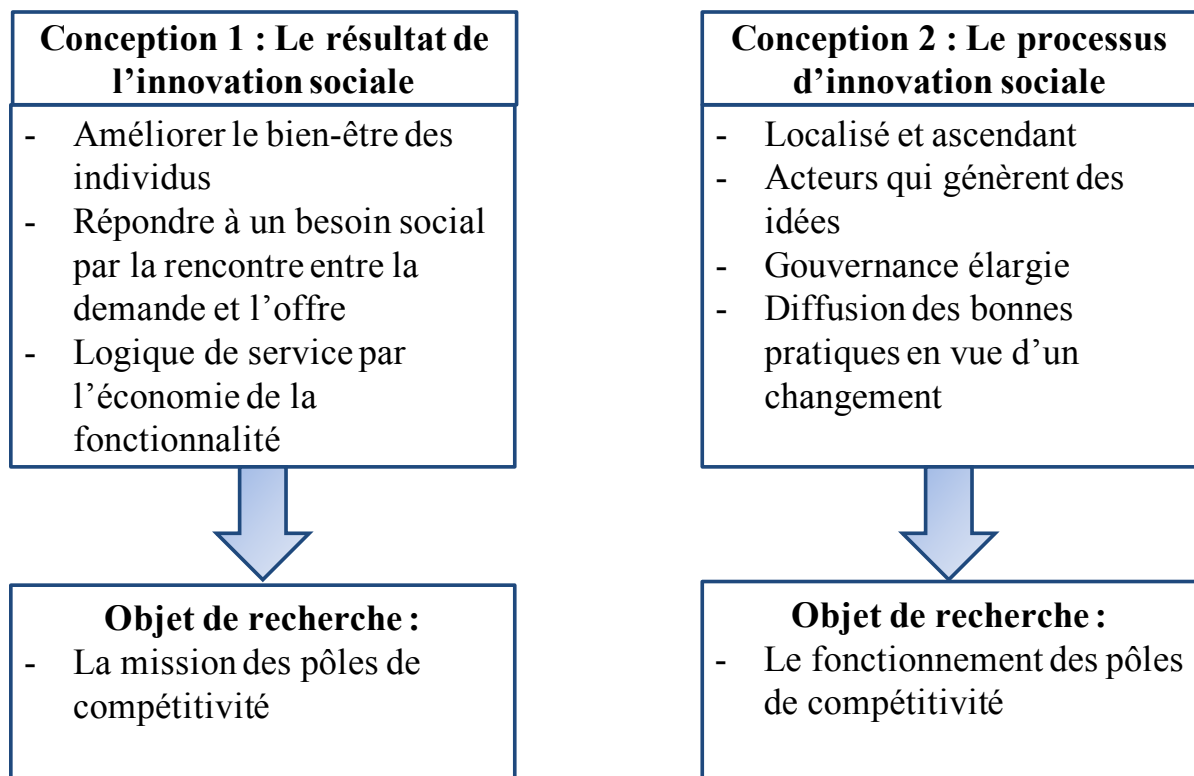 Conception 1 : Le résultat de
l’innovation sociale
- Améliorer le bien-être des
individus
- Répondre à un besoin social
par la rencontre entre la
demande et l’offre
- Logique de service par
l’économie de la
fonctionnalité
Objet de recherche :
- La mission des pôles de
compétitivité
Conception 2 : Le processus
d’innovation sociale
- Localisé et ascendant
- Acteurs qui génèrent des
idées
- Gouvernance élargie
- Diffusion des bonnes
pratiques en vue d’un
changement
Objet de recherche :
- Le fonctionnement des pôles
de compétitivité